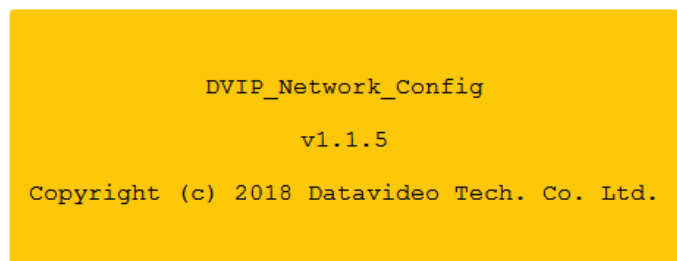 DVIP_Network_Config
v1.1.5
Copyright (c) 2018 Datavideo Tech. Co. Ltd.